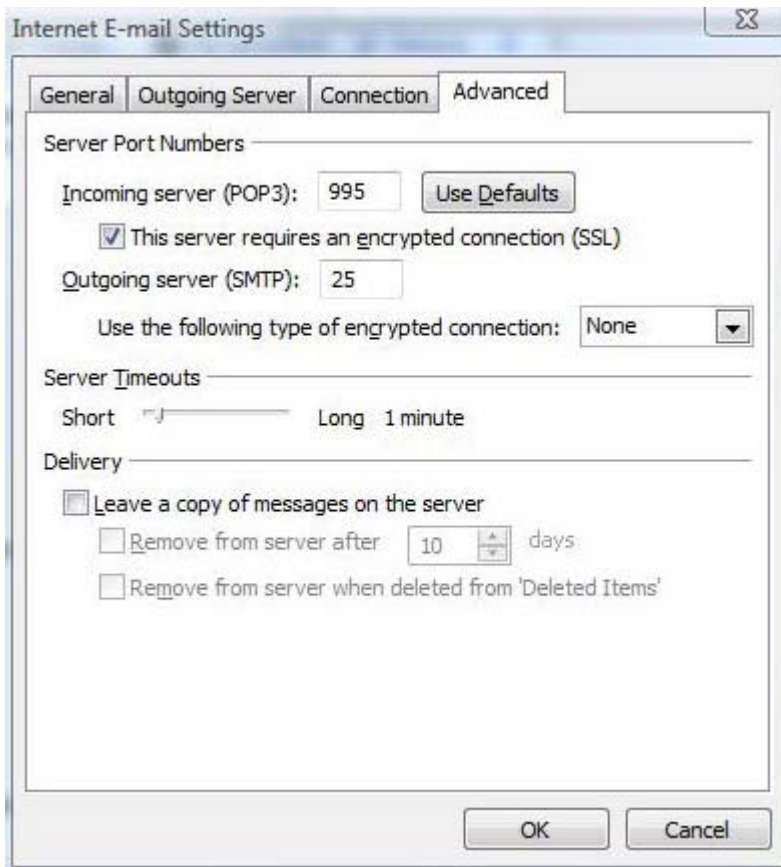 Internet E-mail Settings
General Outgoing Server Connection Advanced
Server Port Numbers
Incoming server (POP3): 995 Use Defaults
This server requires an encrypted connection (SSL)
Outgoing server (SMTP): 25
Use the following type of encrypted connection: None
Server Timeouts
Short Long 1 minute
Delivery
Leave a copy of messages on the server
Remove from server after 10 days
Remove from server when deleted from 'Deleted Items'
OK Cancel